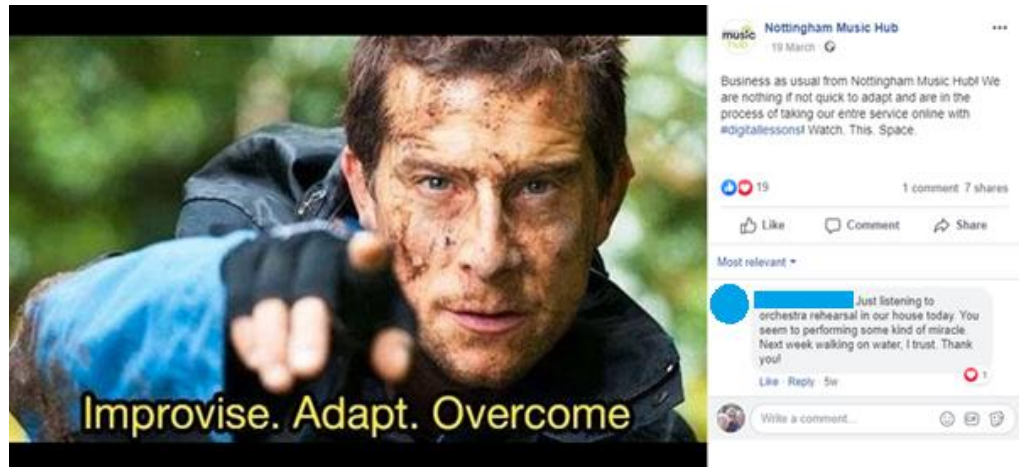 music
hub
Nottingham Music Hub
19 March
Business as usual from Nottingham Music Hub! We
are nothing if not quick to adapt and are in the
process of taking our entre service online with
#digitallessons! Watch. This. Space.
19
1 comment 7 shares
Like Comment Share
Most relevant
Just listening to
orchestra rehearsal in our house today. You
seem to performing some kind of miracle.
Next week walking on water, I trust. Thank
you!
1
Like Reply 5w
Write a comment...
GIF
Improvise. Adapt. Overcome